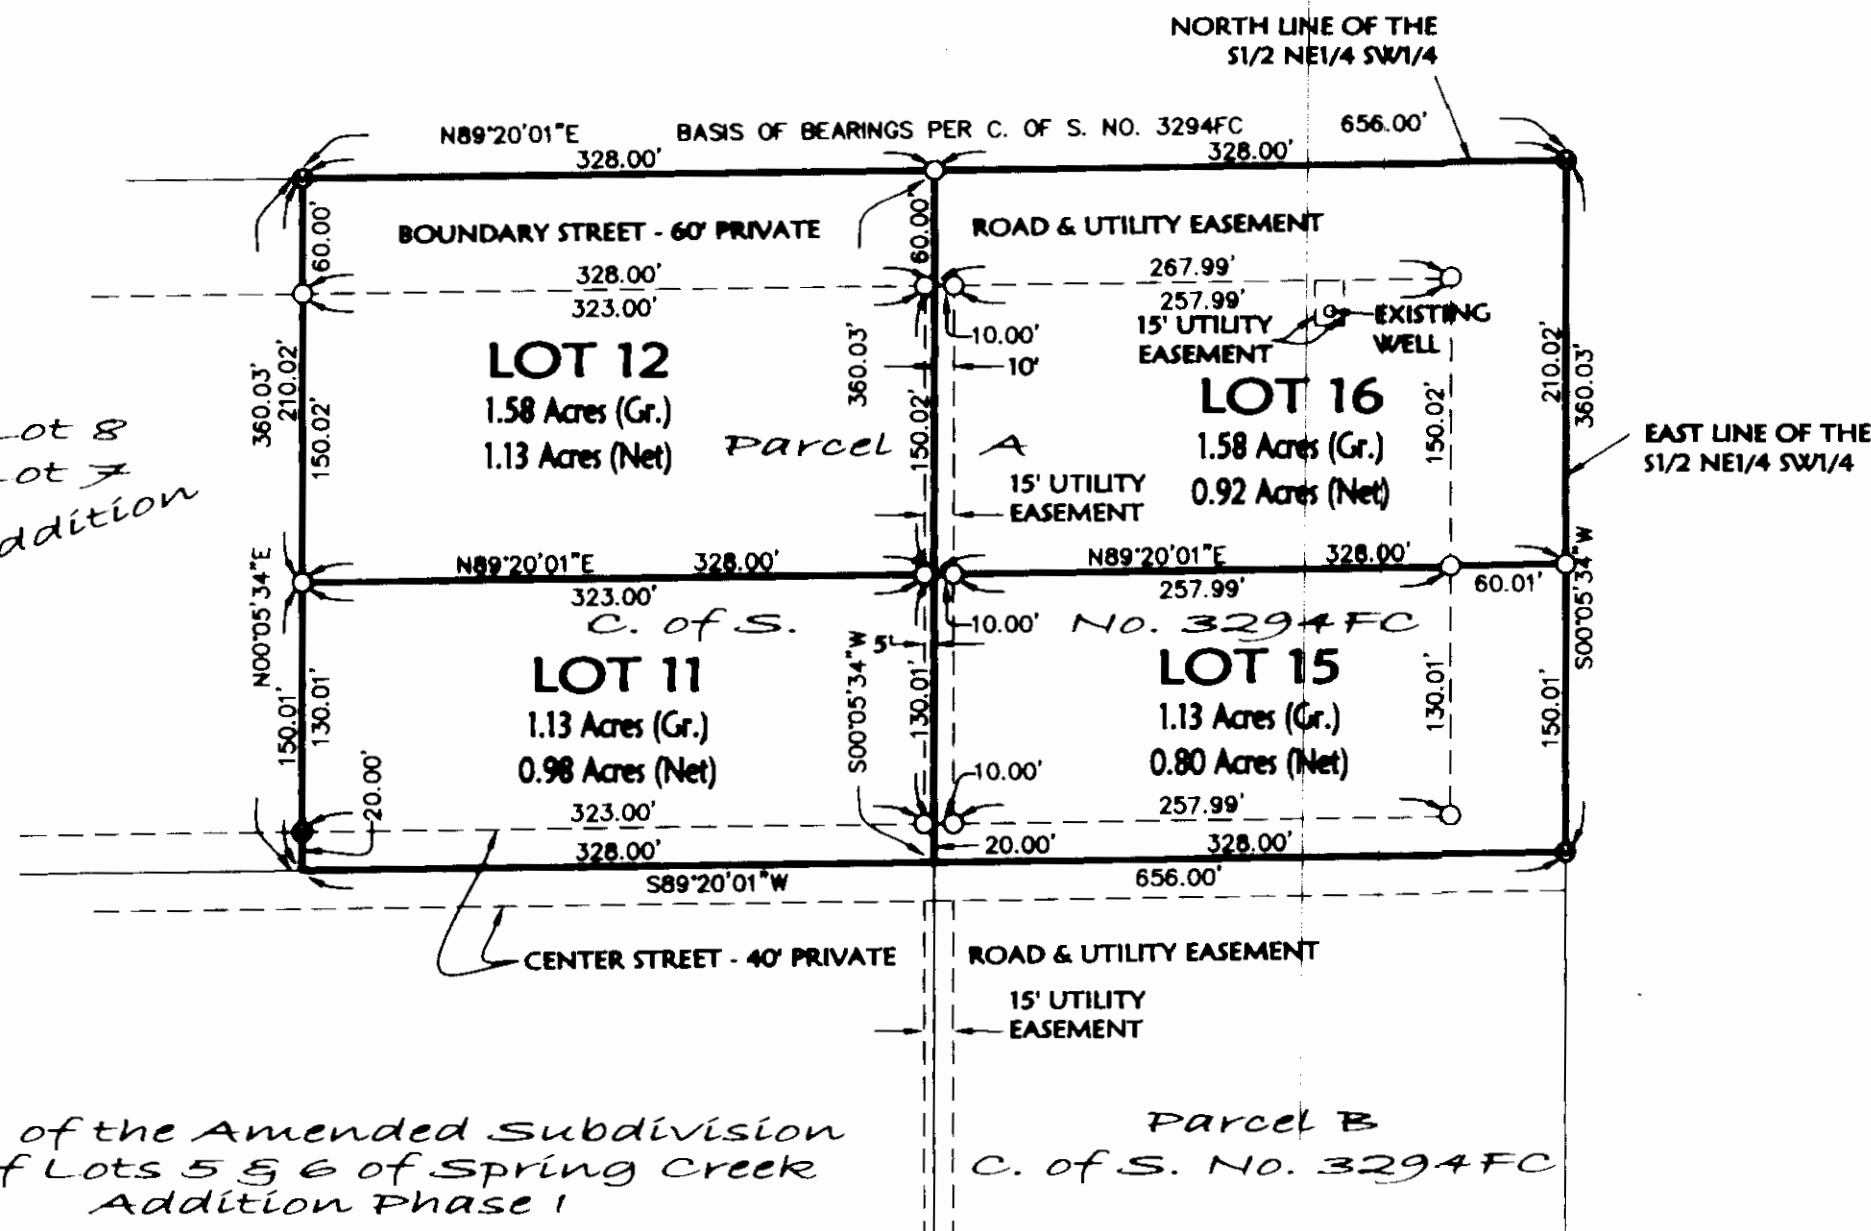 NORTH LINE OF THE
S1/2 NE1/4 SW1/4
N89°20'01"E
BASIS OF BEARINGS PER C. OF S. NO. 3294FC
656.00'
328.00'
328.00'
60.00'
BOUNDARY STREET - 60' PRIVATE
60.00'
ROAD & UTILITY EASEMENT
328.00'
323.00'
267.99'
257.99'
10.00'
10'
15' UTILITY
EASEMENT
EXISTING
WELL
LOT 12
1.58 Acres (Gr.)
1.13 Acres (Net)
360.03'
210.02'
150.02'
360.03'
150.02'
Parcel A
LOT 16
1.58 Acres (Gr.)
0.92 Acres (Net)
150.02'
210.02'
360.03'
EAST LINE OF THE
S1/2 NE1/4 SW1/4
Lot 8
Lot 7
ddition
15' UTILITY
EASEMENT
N89°20'01"E
328.00'
323.00'
N89°20'01"E
328.00'
257.99'
60.01'
N00°05'34"E
S00°05'34"W
C. of S.
10.00'
No. 3294FC
5'
LOT 11
1.13 Acres (Gr.)
0.98 Acres (Net)
150.01'
130.01'
20.00'
S00°05'34"W
130.01'
LOT 15
1.13 Acres (Gr.)
0.80 Acres (Net)
130.01'
150.01'
323.00'
10.00'
257.99'
328.00'
20.00'
328.00'
S89°20'01"W
656.00'
CENTER STREET - 40' PRIVATE
ROAD & UTILITY EASEMENT
15' UTILITY
EASEMENT
of the Amended Subdivision
f Lots 5 & 6 of Spring Creek
Addition Phase 1
Parcel B
C. of S. No. 3294FC